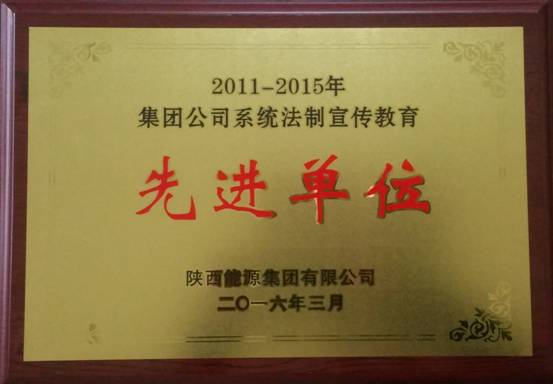 2011-2015年
集团公司系统法制宣传教育
先进单位
陕西能源集团有限公司
二〇一六年三月